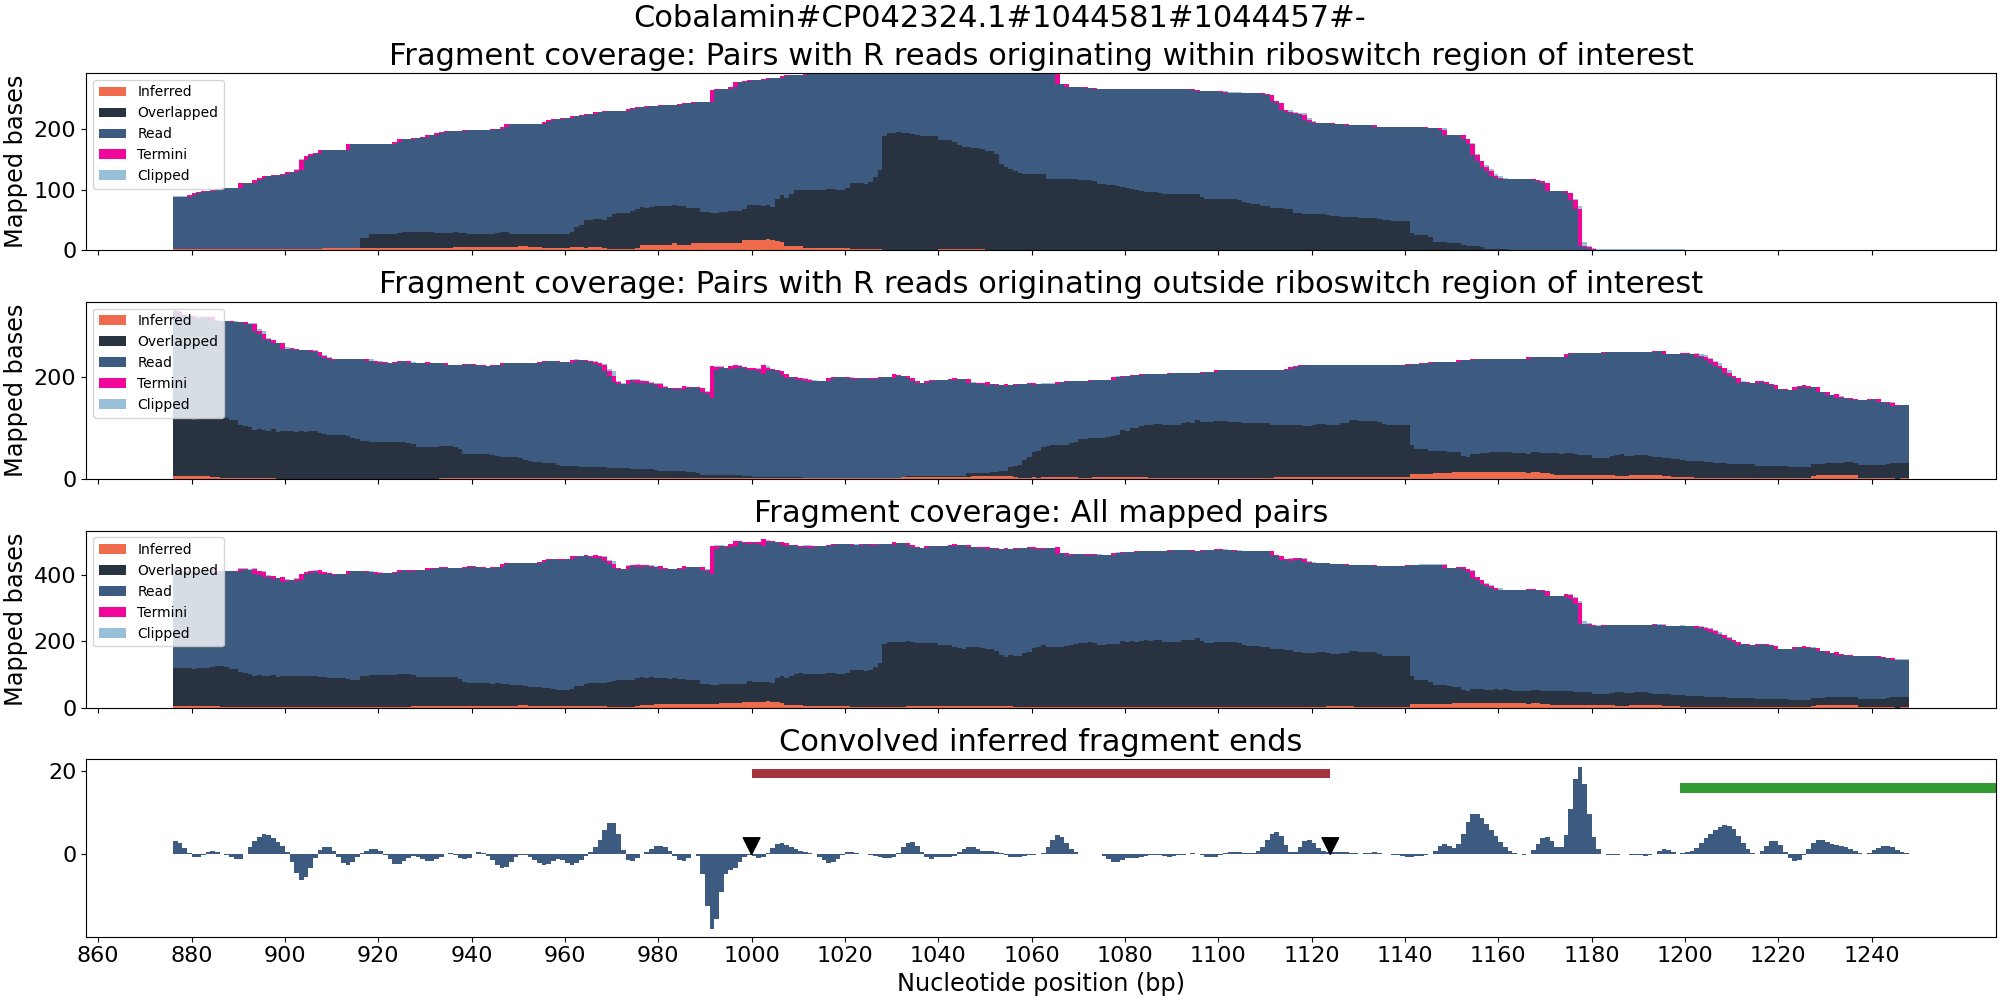 Cobalamin#CP042324.1#1044581#1044457#-
Fragment coverage: Pairs with R reads originating within riboswitch region of interest
Mapped bases
200
100
0
Inferred
Overlapped
Read
Termini
Clipped
Fragment coverage: Pairs with R reads originating outside riboswitch region of interest
Mapped bases
200
0
Inferred
Overlapped
Read
Termini
Clipped
Fragment coverage: All mapped pairs
Mapped bases
400
200
0
Inferred
Overlapped
Read
Termini
Clipped
Convolved inferred fragment ends
20
0
860 880 900 920 940 960 980 1000 1020 1040 1060 1080 1100 1120 1140 1160 1180 1200 1220 1240
Nucleotide position (bp)